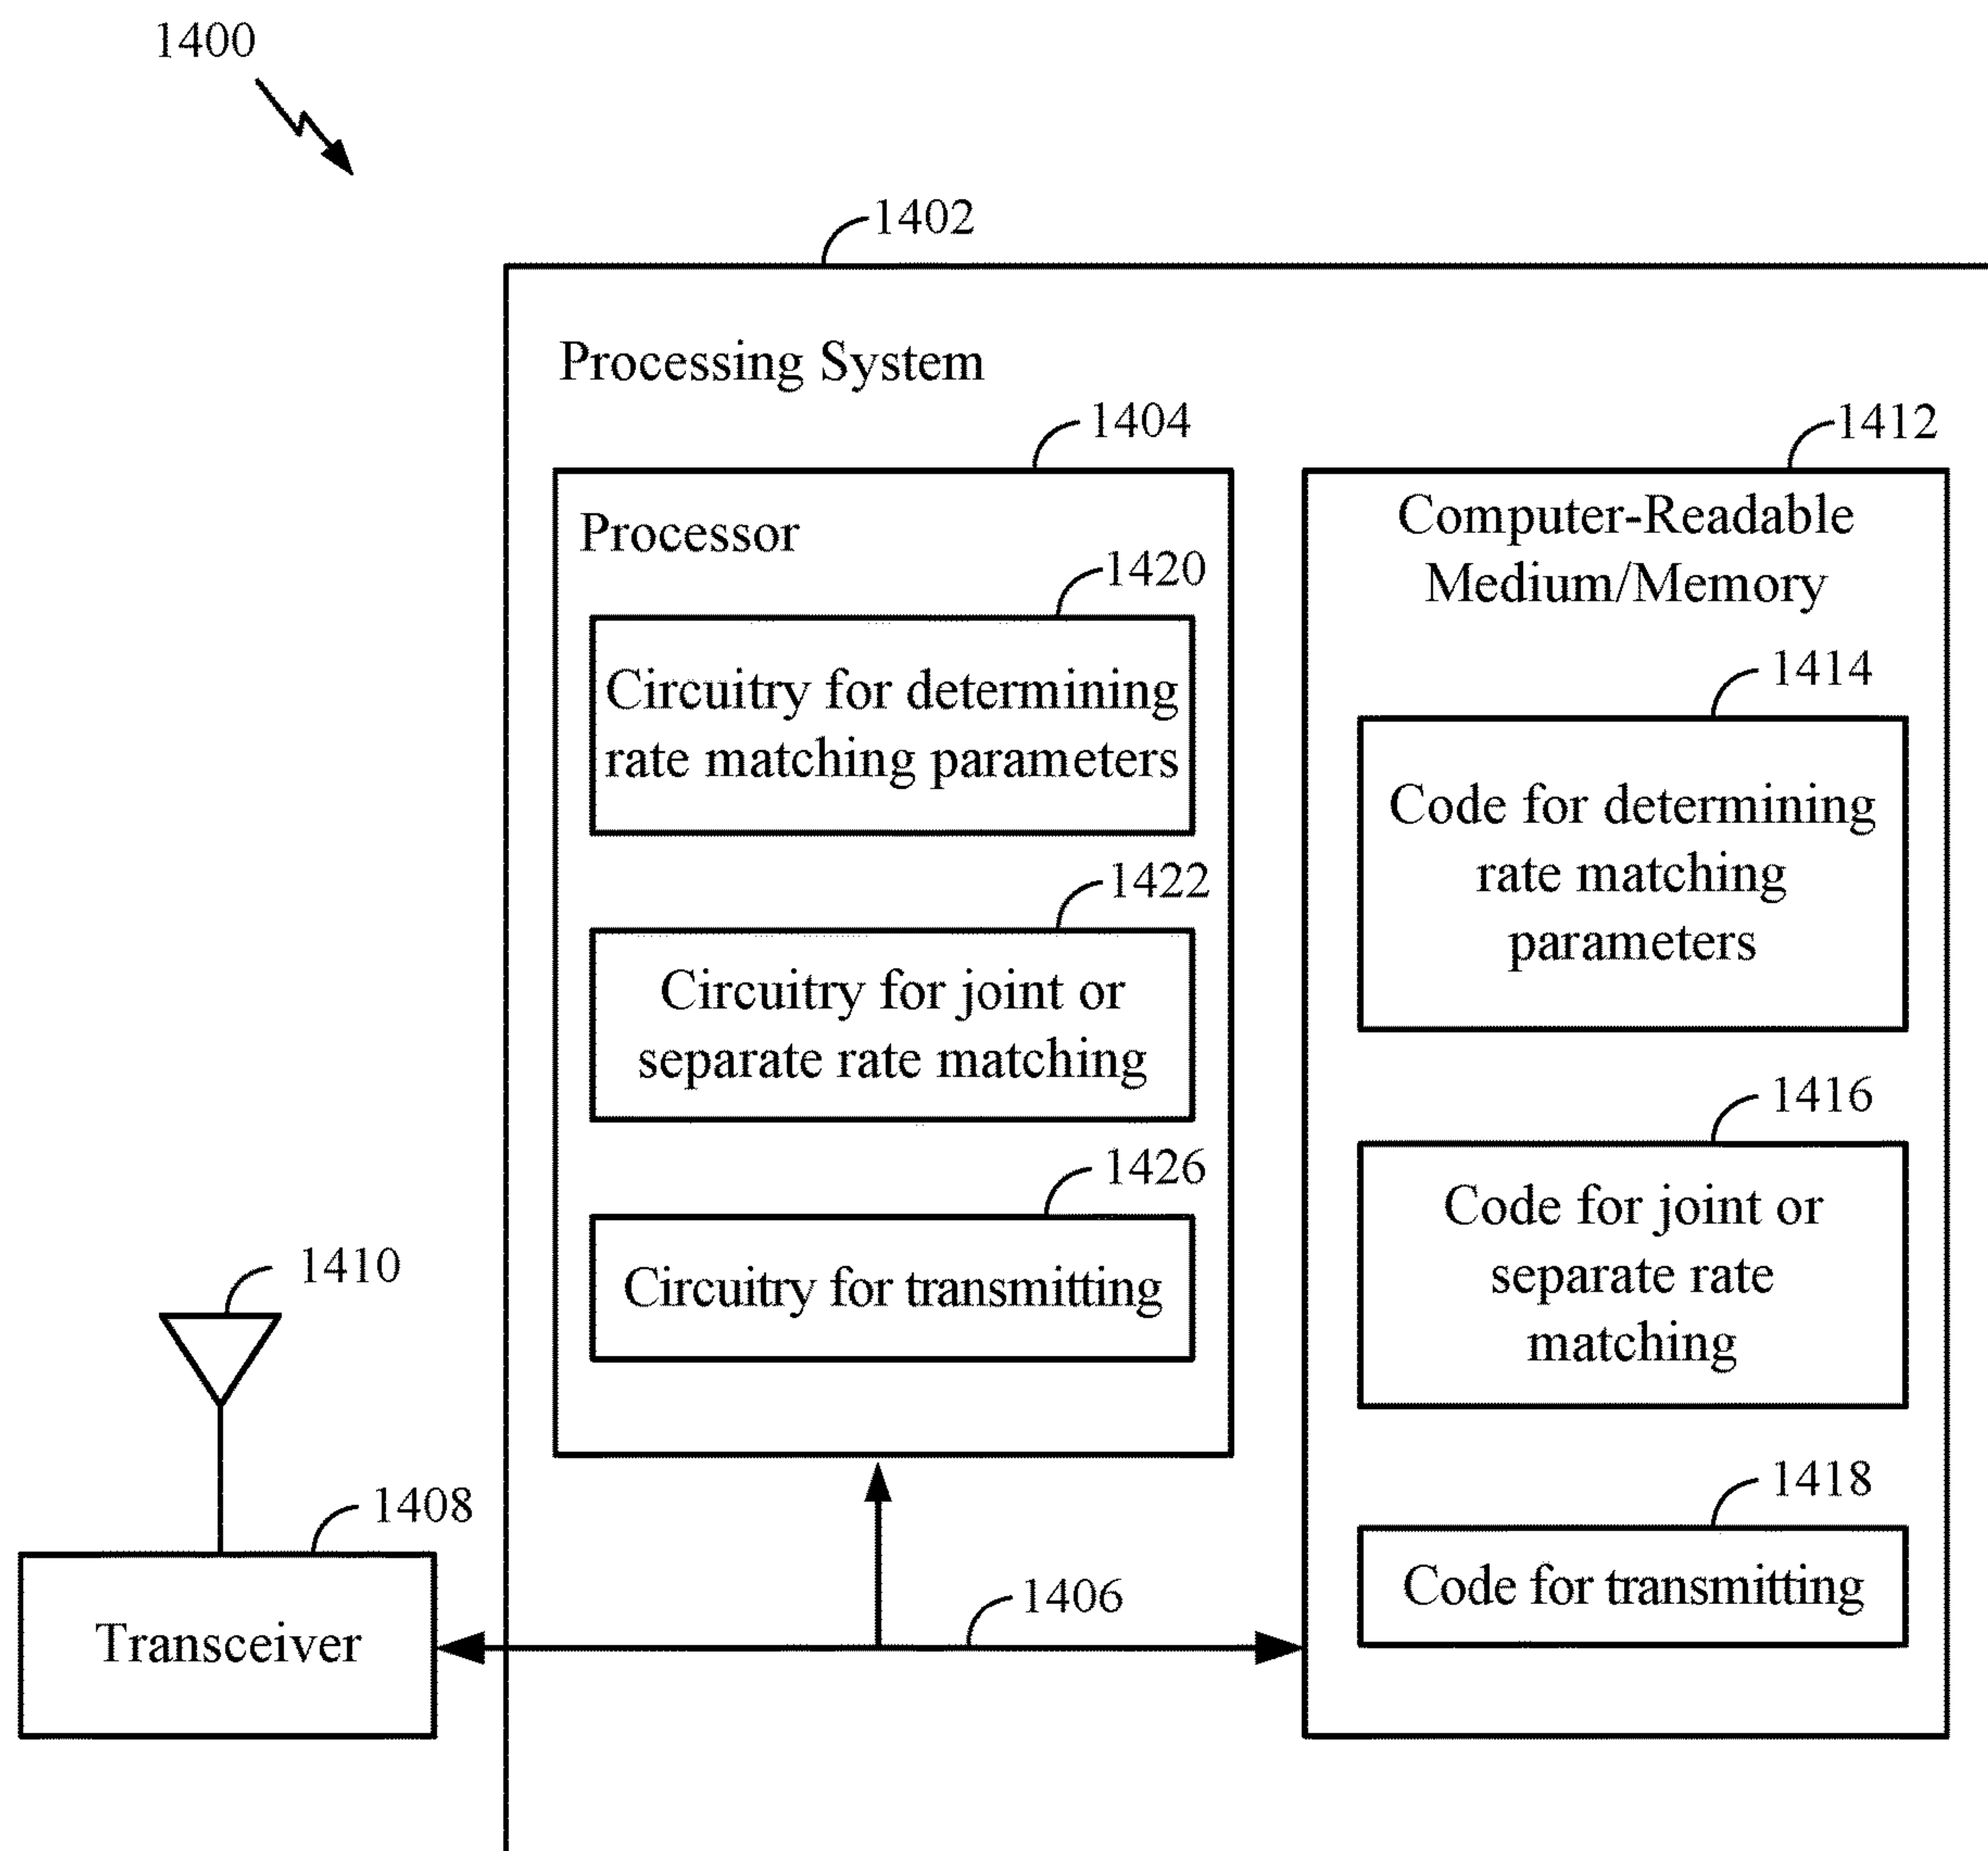 1400
1402
Processing System
1404
Processor
1420
Circuitry for determining
rate matching parameters
1422
Circuitry for joint or
separate rate matching
1426
Circuitry for transmitting
1412
Computer-Readable
Medium/Memory
1414
Code for determining
rate matching
parameters
1416
Code for joint or
separate rate
matching
1418
Code for transmitting
1410
1408
Transceiver
1406